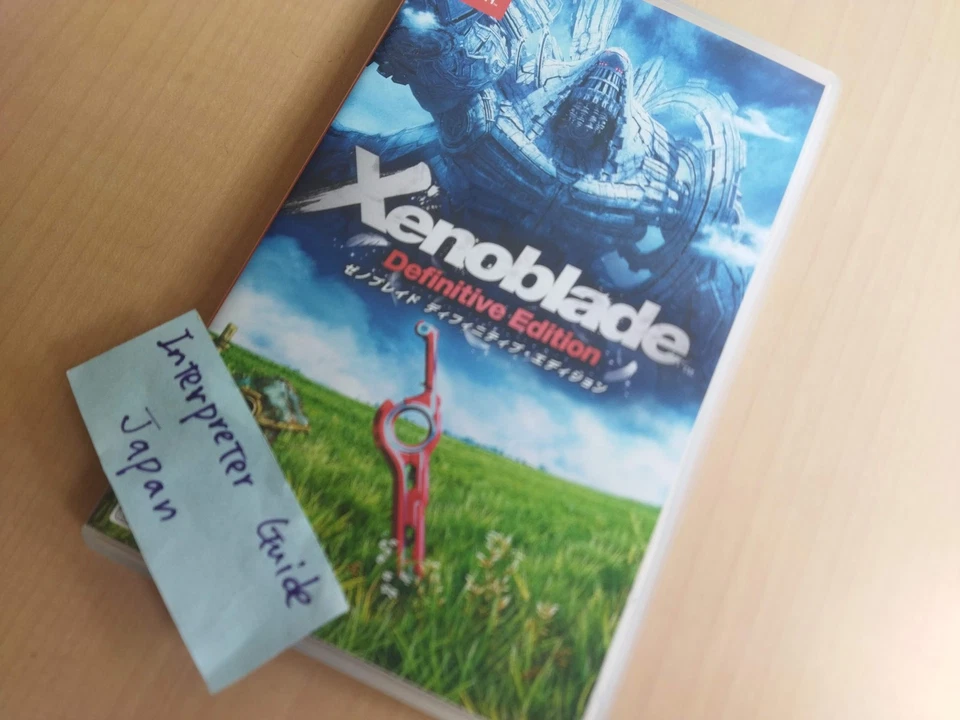 Xenoblade
Definitive Edition
ゼノブレイド ディフィニティブ・エディション
Interpreter Guide
Japan